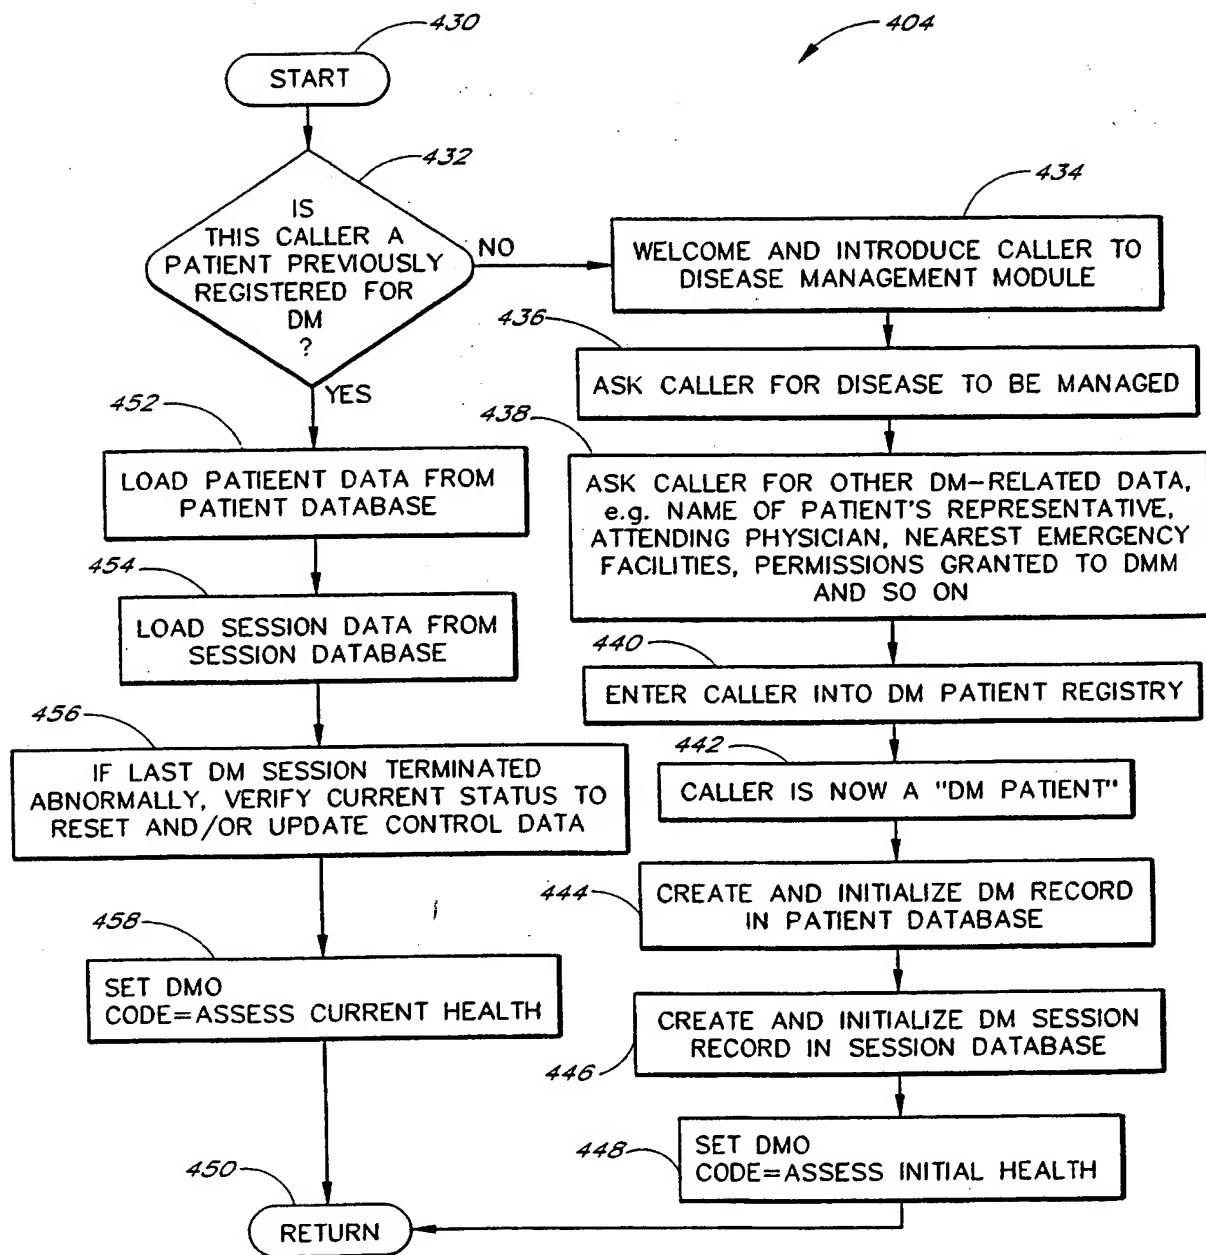 430
404
START
432
IS
THIS CALLER A
PATIENT PREVIOUSLY
REGISTERED FOR
DM
?
NO
YES
434
WELCOME AND INTRODUCE CALLER TO
DISEASE MANAGEMENT MODULE
436
ASK CALLER FOR DISEASE TO BE MANAGED
438
ASK CALLER FOR OTHER DM-RELATED DATA,
e.g. NAME OF PATIENT'S REPRESENTATIVE,
ATTENDING PHYSICIAN, NEAREST EMERGENCY
FACILITIES, PERMISSIONS GRANTED TO DMM
AND SO ON
440
ENTER CALLER INTO DM PATIENT REGISTRY
442
CALLER IS NOW A "DM PATIENT"
444
CREATE AND INITIALIZE DM RECORD
IN PATIENT DATABASE
446
CREATE AND INITIALIZE DM SESSION
RECORD IN SESSION DATABASE
448
SET DMO
CODE=ASSESS INITIAL HEALTH
452
LOAD PATIEENT DATA FROM
PATIENT DATABASE
454
LOAD SESSION DATA FROM
SESSION DATABASE
456
IF LAST DM SESSION TERMINATED
ABNORMALLY, VERIFY CURRENT STATUS TO
RESET AND/OR UPDATE CONTROL DATA
458
SET DMO
CODE=ASSESS CURRENT HEALTH
450
RETURN